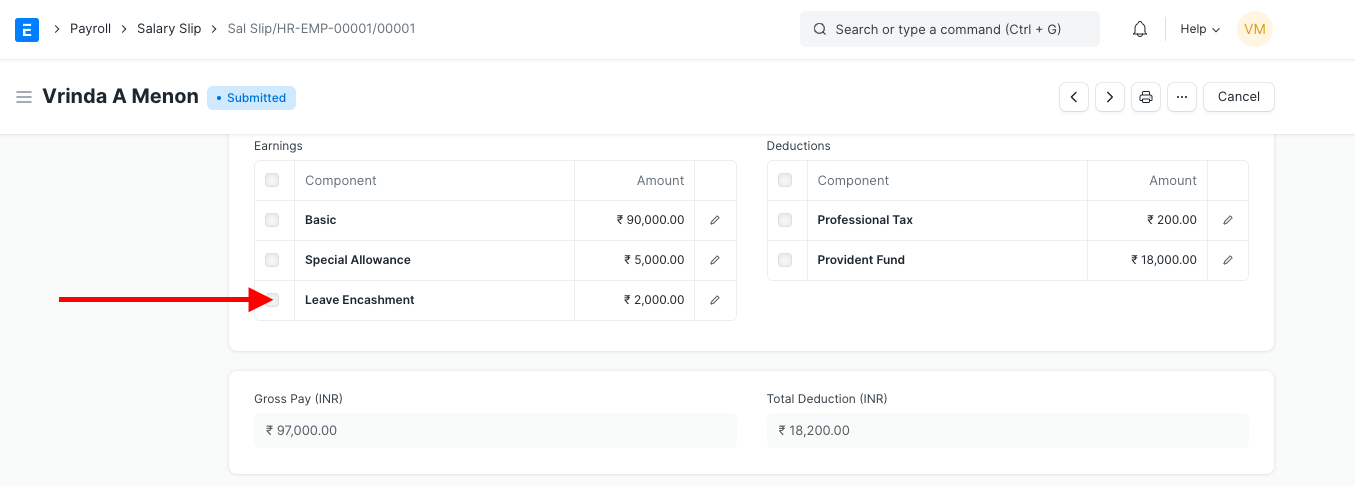 E Payroll Salary Slip Sal Slip/HR-EMP-00001/00001 Search or type a command (Ctrl + G) Help VM
Vrinda A Menon • Submitted ... Cancel
Earnings
Component Amount
Basic ₹ 90,000.00
Special Allowance ₹ 5,000.00
Leave Encashment ₹ 2,000.00
Deductions
Component Amount
Professional Tax ₹ 200.00
Provident Fund ₹ 18,000.00
Gross Pay (INR)
₹ 97,000.00
Total Deduction (INR)
₹ 18,200.00